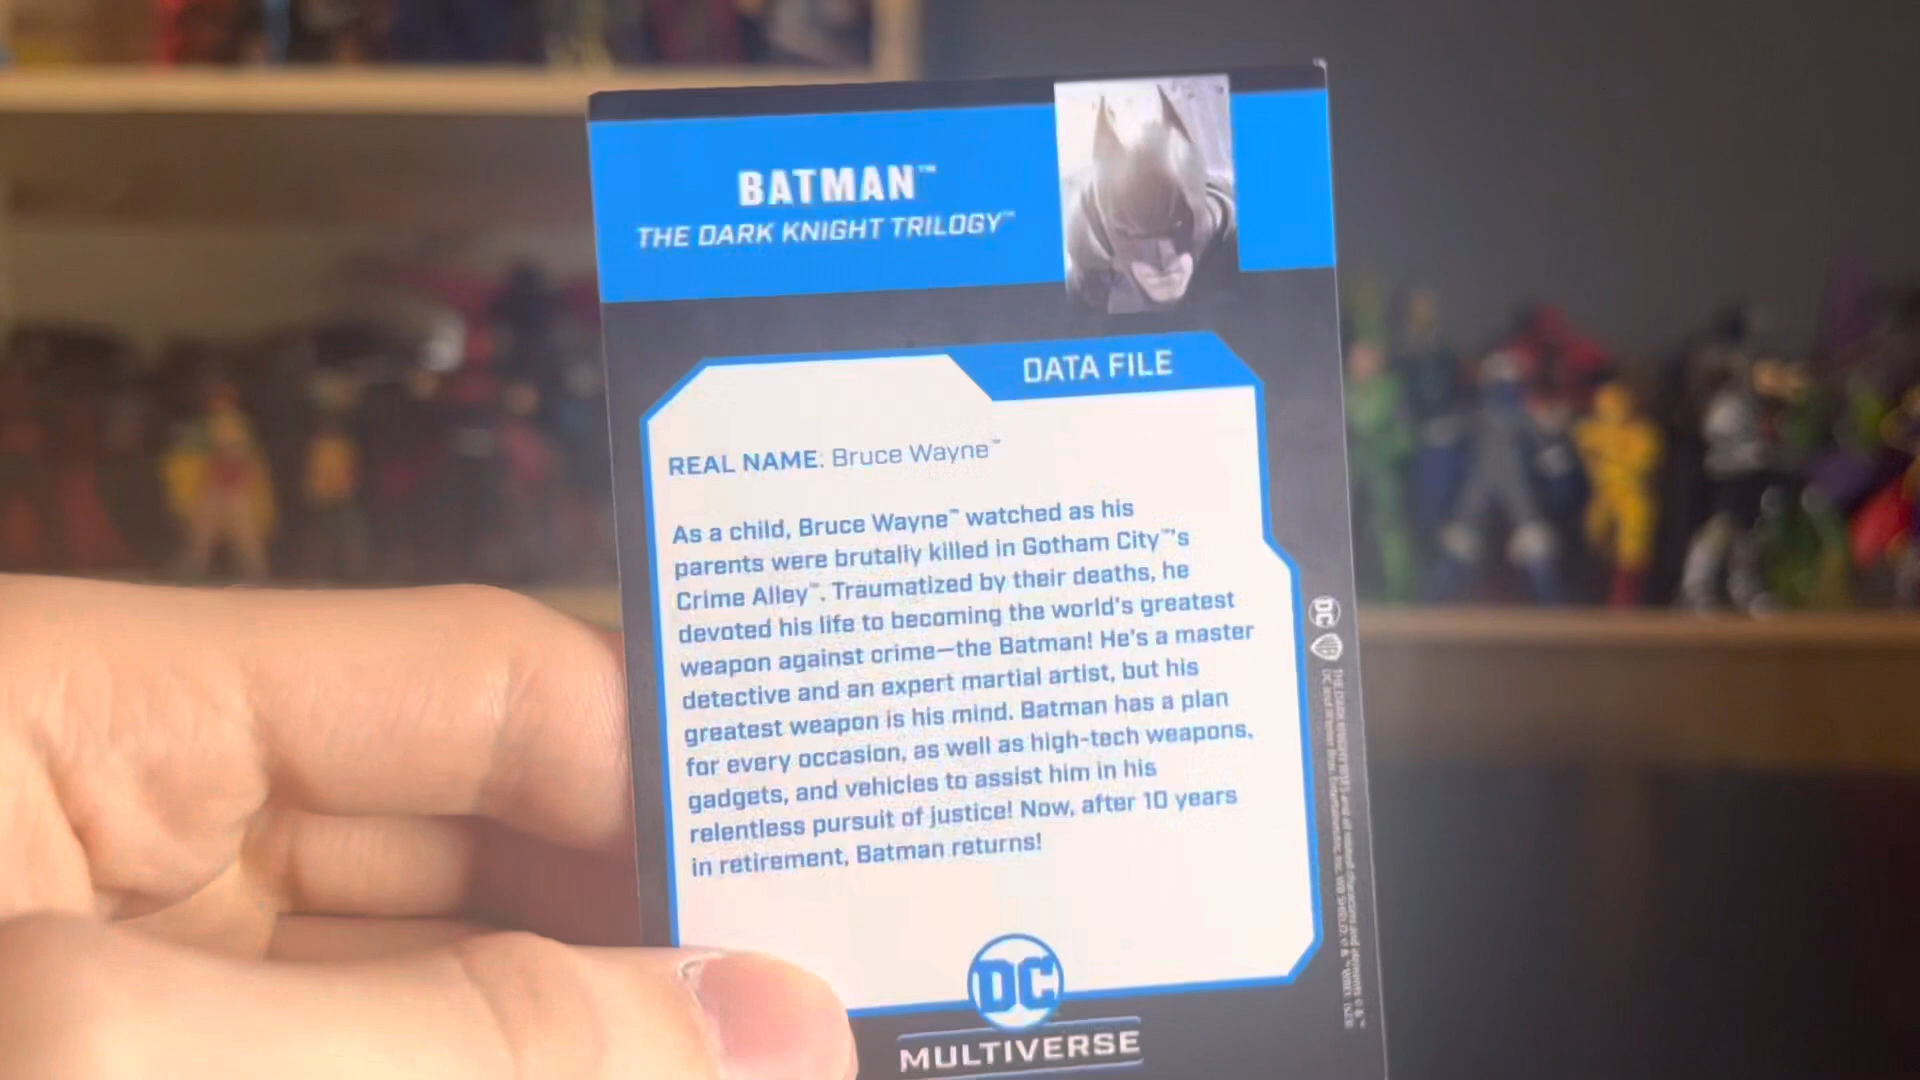 BATMAN™
THE DARK KNIGHT TRILOGY™
DATA FILE
REAL NAME: Bruce Wayne™
As a child, Bruce Wayne™ watched as his
parents were brutally killed in Gotham City™'s
Crime Alley™. Traumatized by their deaths, he
devoted his life to becoming the world's greatest
weapon against crime—the Batman! He's a master
detective and an expert martial artist, but his
greatest weapon is his mind. Batman has a plan
for every occasion, as well as high-tech weapons,
gadgets, and vehicles to assist him in his
relentless pursuit of justice! Now, after 10 years
in retirement, Batman returns!
DC
MULTIVERSE
DC
WB